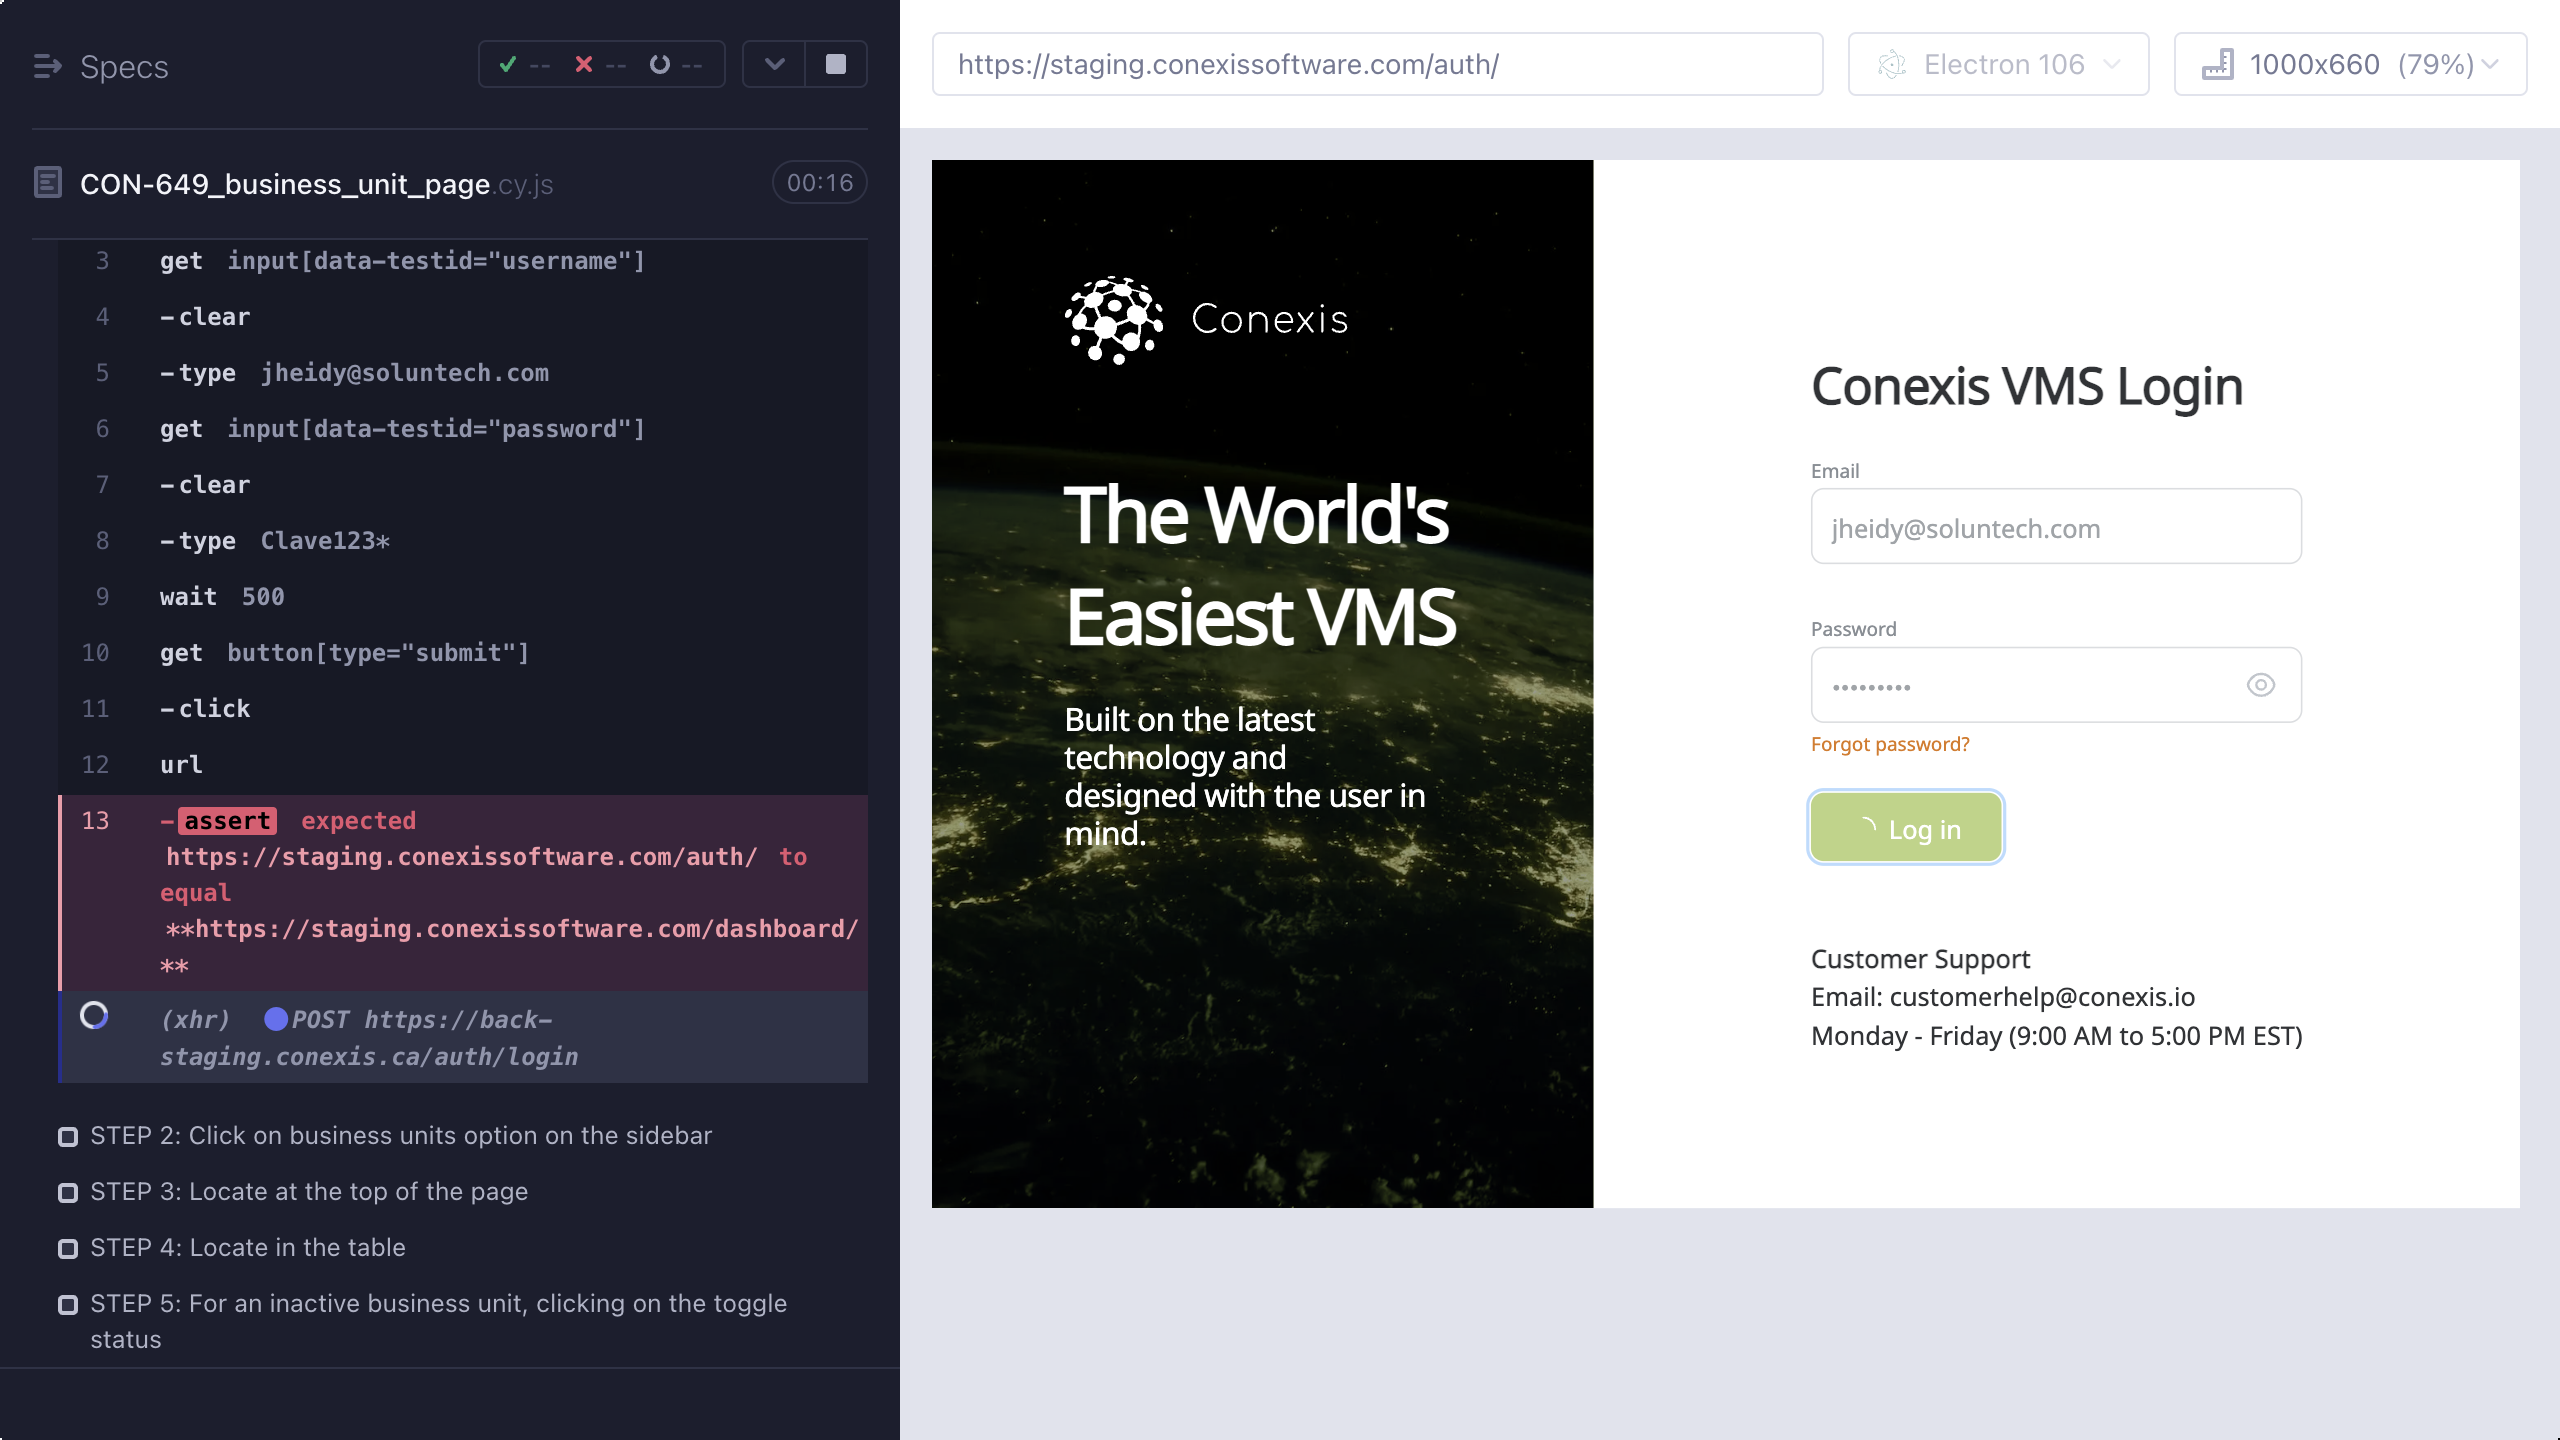 Specs
-- -- --
CON-649_business_unit_page.cy.js
00:16
3 get input[data-testid="username"]
4 -clear
5 -type jheidy@soluntech.com
6 get input[data-testid="password"]
7 -clear
8 -type Clave123*
9 wait 500
10 get button[type="submit"]
11 -click
12 url
13 -assert expected
https://staging.conexissoftware.com/auth/ to
equal
**https://staging.conexissoftware.com/dashboard/
**
(xhr) POST https://back-
staging.conexis.ca/auth/login
STEP 2: Click on business units option on the sidebar
STEP 3: Locate at the top of the page
STEP 4: Locate in the table
STEP 5: For an inactive business unit, clicking on the toggle
status
https://staging.conexissoftware.com/auth/
Electron 106
1000x660 (79%)
Conexis
The World's
Easiest VMS
Built on the latest
technology and
designed with the user in
mind.
Conexis VMS Login
Email
jheidy@soluntech.com
Password
•••••••••
Forgot password?
Log in
Customer Support
Email: customerhelp@conexis.io
Monday - Friday (9:00 AM to 5:00 PM EST)